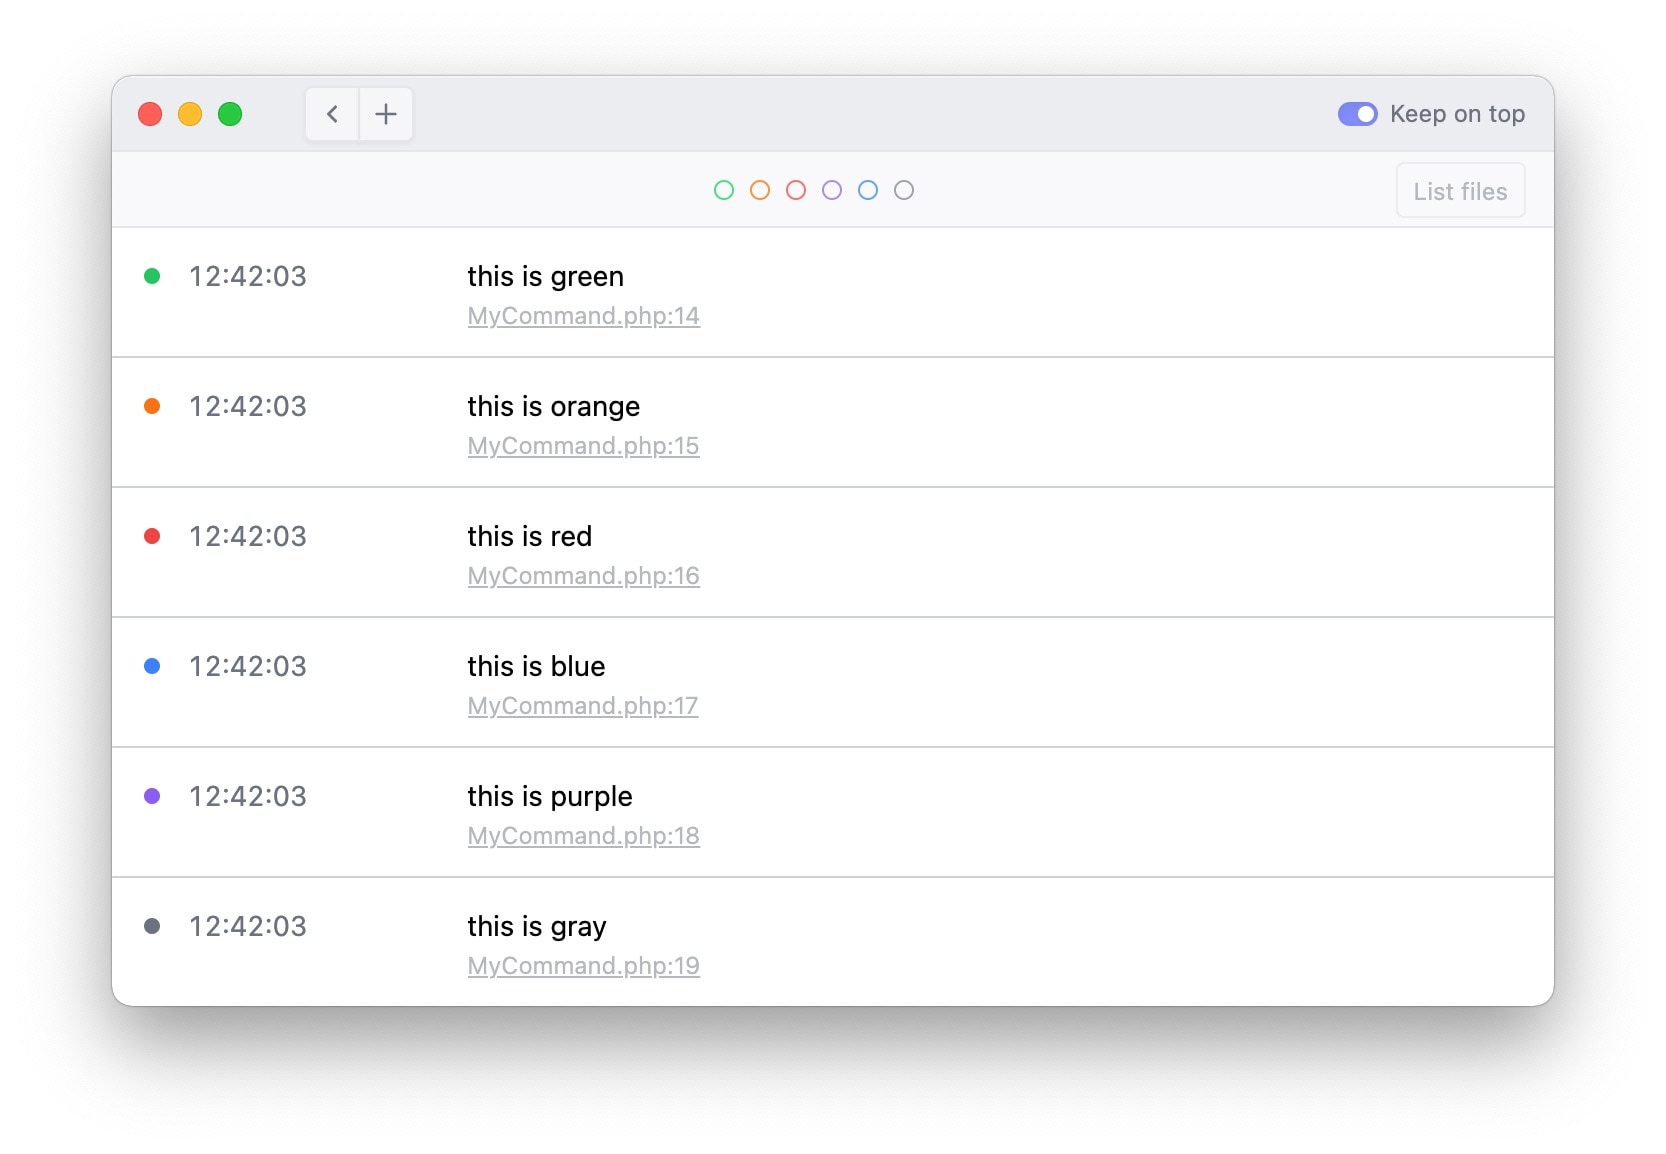 Keep on top
List files
12:42:03 this is green
MyCommand.php:14
12:42:03 this is orange
MyCommand.php:15
12:42:03 this is red
MyCommand.php:16
12:42:03 this is blue
MyCommand.php:17
12:42:03 this is purple
MyCommand.php:18
12:42:03 this is gray
MyCommand.php:19